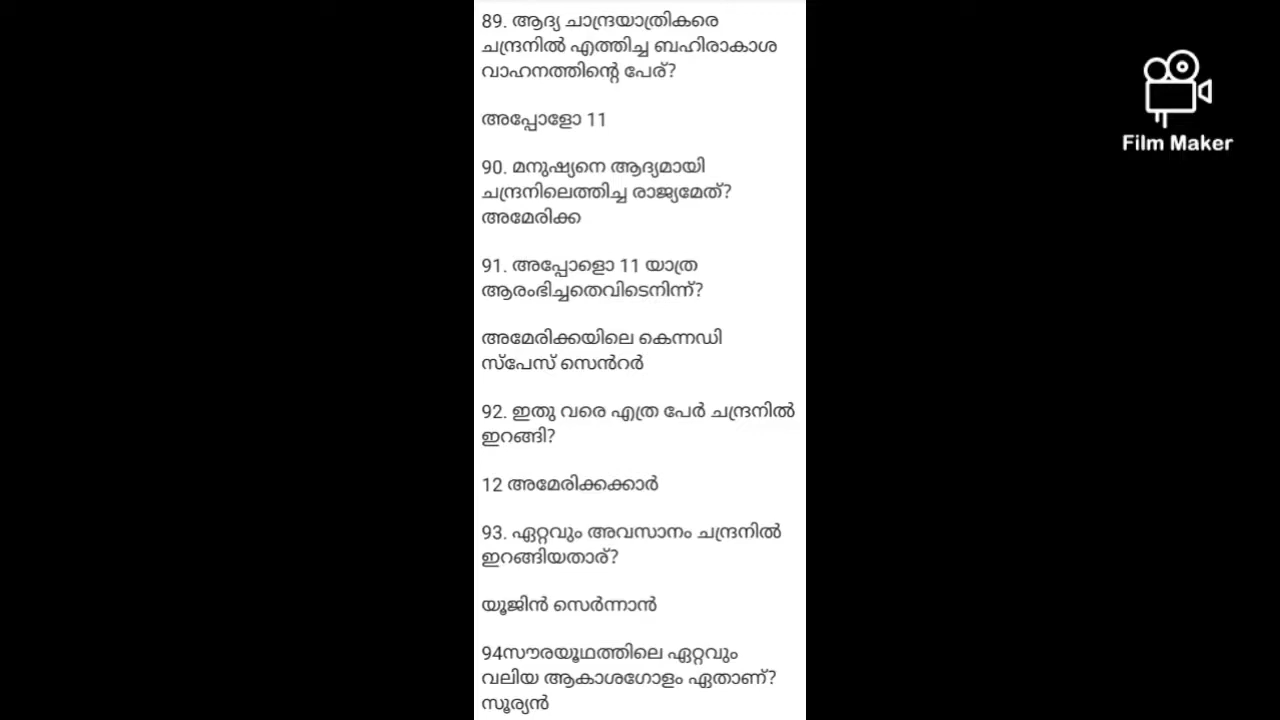 89. ആദ്യ ചാന്ദ്രയാത്രികരെ
ചന്ദ്രനിൽ എത്തിച്ച ബഹിരാകാശ
വാഹനത്തിന്റെ പേര്?
അപ്പോളോ 11
90. മനുഷ്യനെ ആദ്യമായി
ചന്ദ്രനിലെത്തിച്ച രാജ്യമേത്?
അമേരിക്ക
91. അപ്പോളൊ 11 യാത്ര
ആരംഭിച്ചതെവിടെനിന്ന്?
അമേരിക്കയിലെ കെന്നഡി
സ്പേസ് സെൻറർ
92. ഇതു വരെ എത്ര പേർ ചന്ദ്രനിൽ
ഇറങ്ങി?
12 അമേരിക്കക്കാർ
93. ഏറ്റവും അവസാനം ചന്ദ്രനിൽ
ഇറങ്ങിയതാര്?
യൂജിൻ സെർന്നാൻ
94സൗരയൂഥത്തിലെ ഏറ്റവും
വലിയ ആകാശഗോളം ഏതാണ്?
സൂര്യൻ
Film Maker